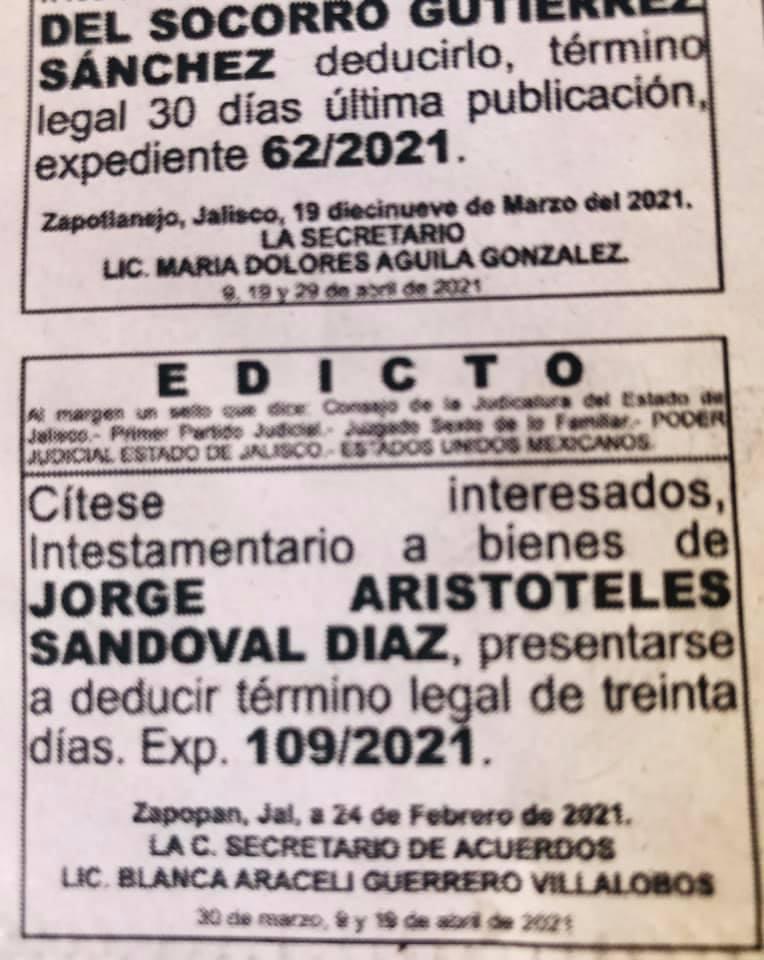 DEL SOCORRO GUTIERREZ
SÁNCHEZ deducirlo, término
legal 30 días última publicación,
expediente 62/2021.
Zapotlanejo, Jalisco, 19 diecinueve de Marzo del 2021.
LA SECRETARIO
LIC. MARIA DOLORES AGUILA GONZALEZ.
9, 19 y 29 de abril de 2021
E D I C T O
Al margen un sello que dice: Consejo de la Judicatura del Estado de
Jalisco.- Primer Partido Judicial.- Juzgado Sexto de lo Familiar.- PODER
JUDICIAL ESTADO DE JALISCO.- ESTADOS UNIDOS MEXICANOS.
Cítese interesados,
Intestamentario a bienes de
JORGE ARISTOTELES
SANDOVAL DIAZ, presentarse
a deducir término legal de treinta
días. Exp. 109/2021.
Zapopan, Jal, a 24 de Febrero de 2021.
LA C. SECRETARIO DE ACUERDOS
LIC. BLANCA ARACELI GUERRERO VILLALOBOS
30 de marzo, 9 y 19 de abril de 2021